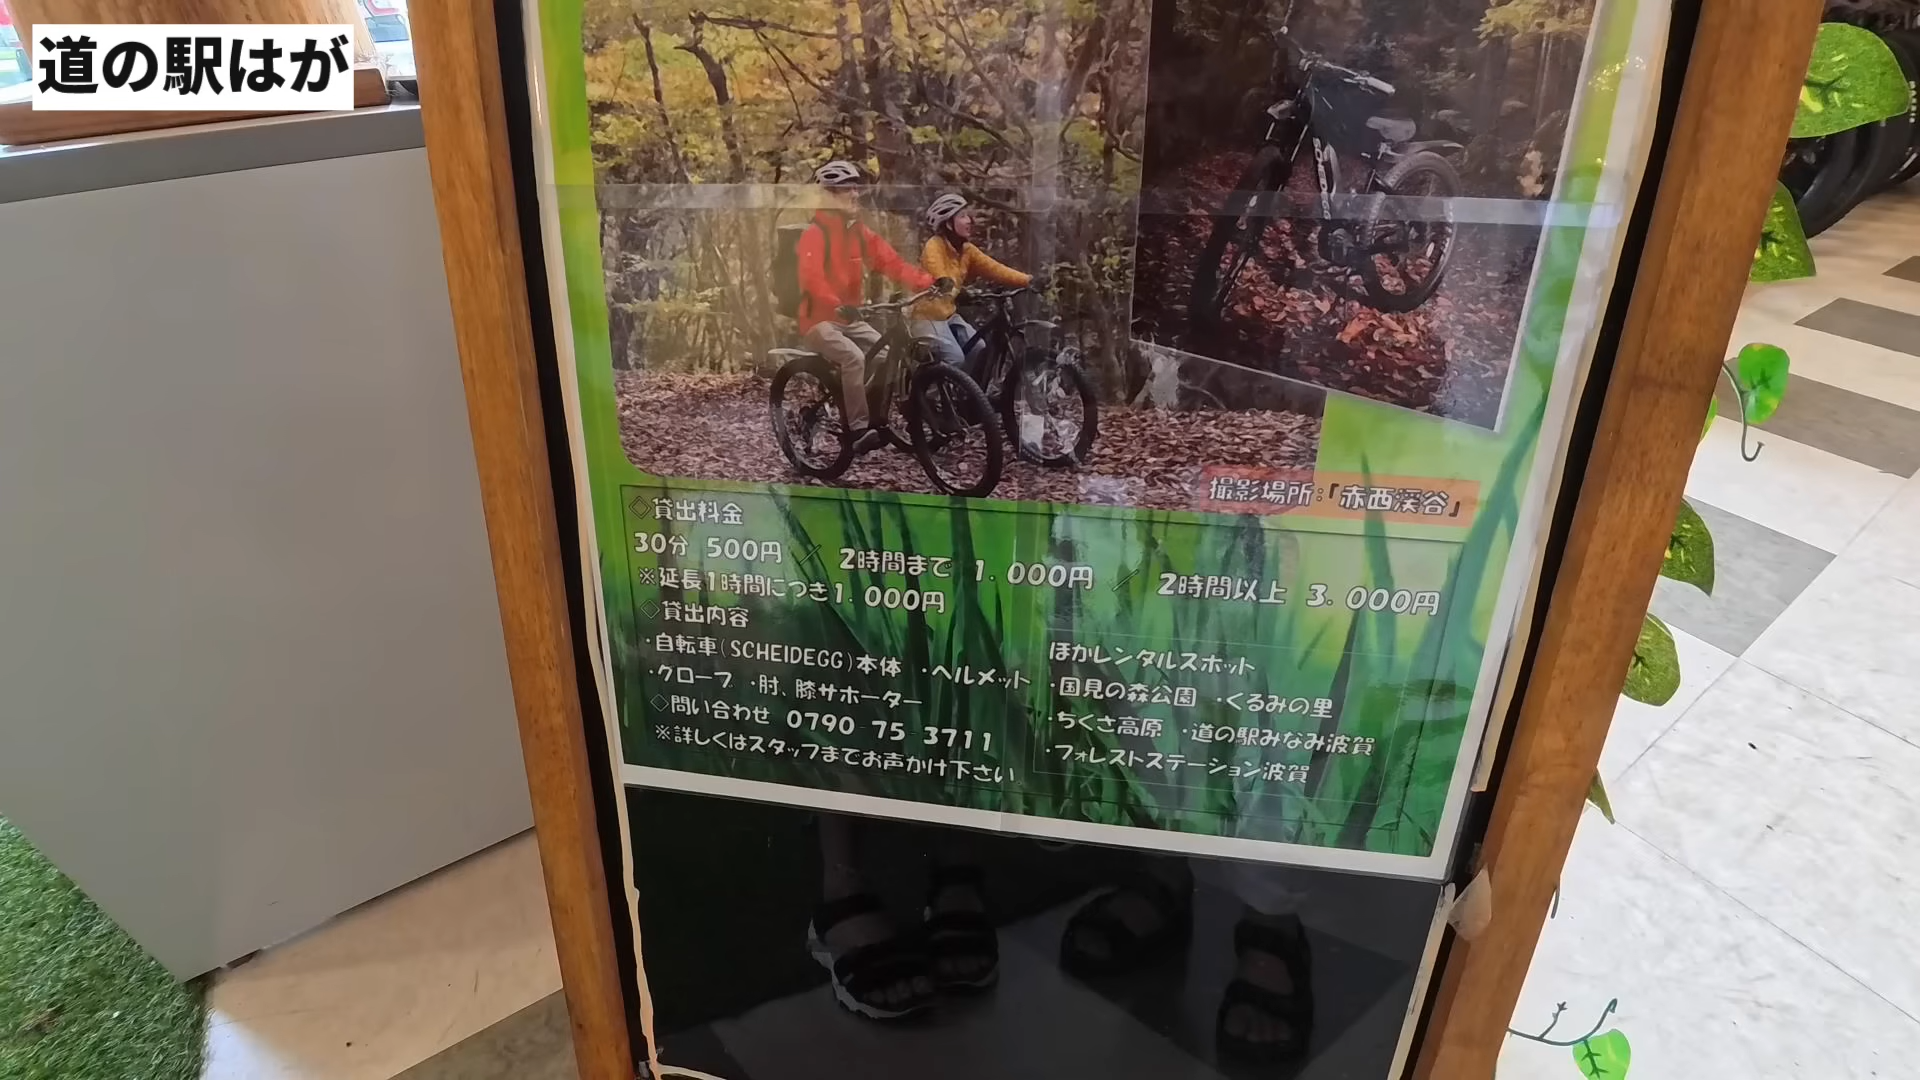 道の駅はが
撮影場所:「赤西渓谷」
◇貸出料金
30分 500円 / 2時間まで 1.000円 / 2時間以上 3.000円
※延長1時間につき1.000円
◇貸出内容
・自転車(SCHEIDEGG)本体 ・ヘルメット
・グローブ ・肘、膝サポーター
◇問い合わせ 0790-75-3711
※詳しくはスタッフまでお声かけ下さい
ほかレンタルスポット
・国見の森公園 ・くるみの里
・ちくさ高原 ・道の駅みなみ波賀
・フォレストステーション波賀